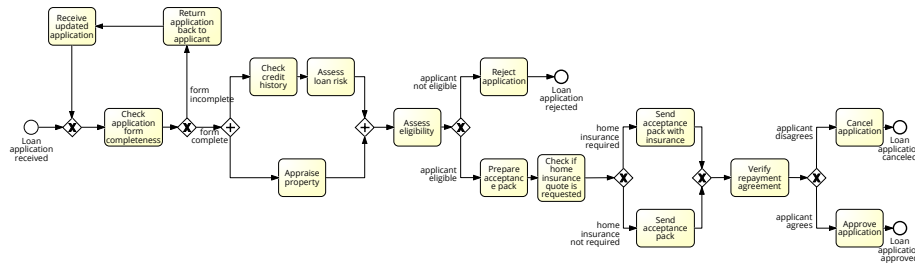 Receive
updated
application
Return
application
back to
applicant
form
incomplete
Loan
application
received
Check
application
form
completeness
form
complete
Check
credit
history
Assess
loan risk
Appraise
property
Assess
eligibility
applicant
not eligible
Reject
application
Loan
application
rejected
applicant
eligible
Prepare
acceptanc
e pack
Check if
home
insurance
quote is
requested
home
insurance
required
Send
acceptance
pack with
insurance
home
insurance
not required
Send
acceptance
pack
Verify
repayment
agreement
applicant
disagrees
Cancel
application
Loan
applicatio
canceled
applicant
agrees
Approve
application
Loan
applicatio
approved